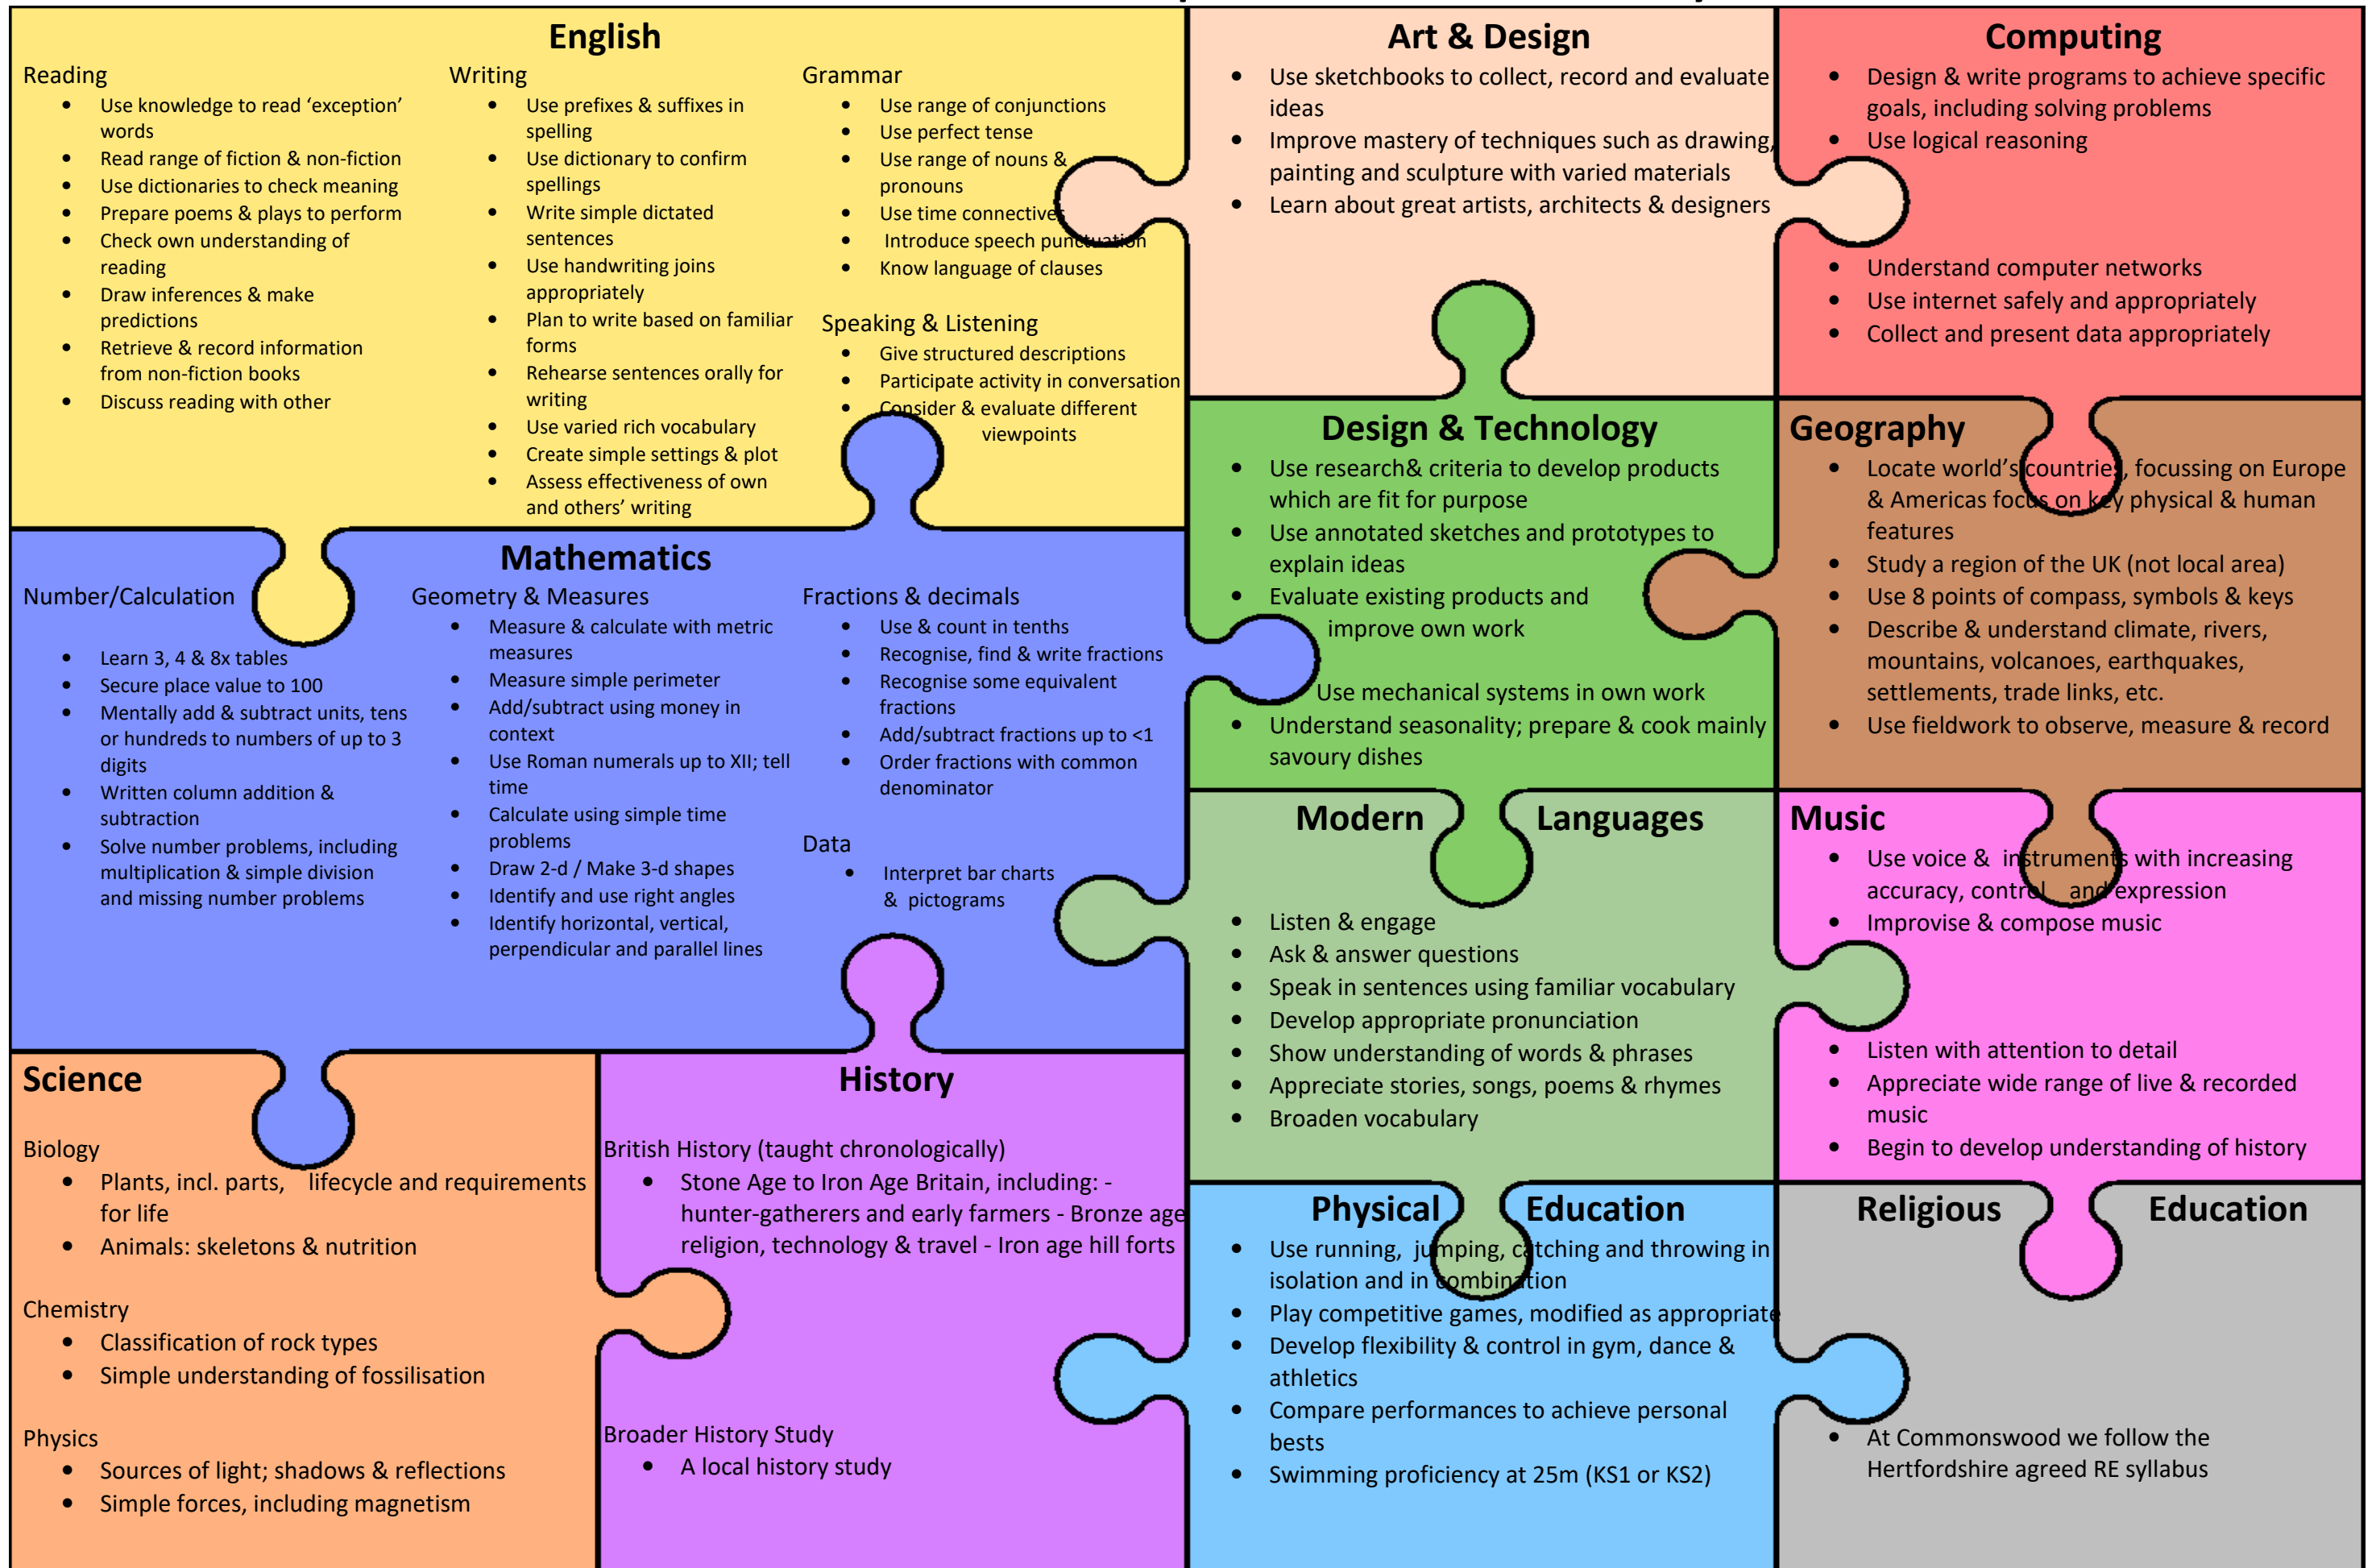 English
Reading
• Use knowledge to read ‘exception’
words
• Read range of fiction & non-fiction
• Use dictionaries to check meaning
• Prepare poems & plays to perform
• Check own understanding of
reading
• Draw inferences & make
predictions
• Retrieve & record information
from non-fiction books
• Discuss reading with other
Writing
• Use prefixes & suffixes in
spelling
• Use dictionary to confirm
spellings
• Write simple dictated
sentences
• Use handwriting joins
appropriately
• Plan to write based on familiar
forms
• Rehearse sentences orally for
writing
• Use varied rich vocabulary
• Create simple settings & plot
• Assess effectiveness of own
and others’ writing
Grammar
• Use range of conjunctions
• Use perfect tense
• Use range of nouns &
pronouns
• Use time connectives
• Introduce speech punctuation
• Know language of clauses
Speaking & Listening
• Give structured descriptions
• Participate activity in conversation
• Consider & evaluate different
viewpoints
Art & Design
• Use sketchbooks to collect, record and evaluate
ideas
• Improve mastery of techniques such as drawing,
painting and sculpture with varied materials
• Learn about great artists, architects & designers
Computing
• Design & write programs to achieve specific
goals, including solving problems
• Use logical reasoning
• Understand computer networks
• Use internet safely and appropriately
• Collect and present data appropriately
Design & Technology
• Use research& criteria to develop products
which are fit for purpose
• Use annotated sketches and prototypes to
explain ideas
• Evaluate existing products and
improve own work
Use mechanical systems in own work
• Understand seasonality; prepare & cook mainly
savoury dishes
Geography
• Locate world’s countries, focussing on Europe
& Americas focus on key physical & human
features
• Study a region of the UK (not local area)
• Use 8 points of compass, symbols & keys
• Describe & understand climate, rivers,
mountains, volcanoes, earthquakes,
settlements, trade links, etc.
• Use fieldwork to observe, measure & record
Mathematics
Number/Calculation
• Learn 3, 4 & 8x tables
• Secure place value to 100
• Mentally add & subtract units, tens
or hundreds to numbers of up to 3
digits
• Written column addition &
subtraction
• Solve number problems, including
multiplication & simple division
and missing number problems
Geometry & Measures
• Measure & calculate with metric
measures
• Measure simple perimeter
• Add/subtract using money in
context
• Use Roman numerals up to XII; tell
time
• Calculate using simple time
problems
• Draw 2-d / Make 3-d shapes
• Identify and use right angles
• Identify horizontal, vertical,
perpendicular and parallel lines
Fractions & decimals
• Use & count in tenths
• Recognise, find & write fractions
• Recognise some equivalent
fractions
• Add/subtract fractions up to <1
• Order fractions with common
denominator
Data
• Interpret bar charts
& pictograms
Modern Languages
• Listen & engage
• Ask & answer questions
• Speak in sentences using familiar vocabulary
• Develop appropriate pronunciation
• Show understanding of words & phrases
• Appreciate stories, songs, poems & rhymes
• Broaden vocabulary
Music
• Use voice & instruments with increasing
accuracy, control and expression
• Improvise & compose music
• Listen with attention to detail
• Appreciate wide range of live & recorded
music
• Begin to develop understanding of history
Science
Biology
• Plants, incl. parts, lifecycle and requirements
for life
• Animals: skeletons & nutrition
Chemistry
• Classification of rock types
• Simple understanding of fossilisation
Physics
• Sources of light; shadows & reflections
• Simple forces, including magnetism
History
British History (taught chronologically)
• Stone Age to Iron Age Britain, including: -
hunter-gatherers and early farmers - Bronze age
religion, technology & travel - Iron age hill forts
Broader History Study
• A local history study
Physical Education
• Use running, jumping, catching and throwing in
isolation and in combination
• Play competitive games, modified as appropriate
• Develop flexibility & control in gym, dance &
athletics
• Compare performances to achieve personal
bests
• Swimming proficiency at 25m (KS1 or KS2)
Religious Education
• At Commonswood we follow the
Hertfordshire agreed RE syllabus